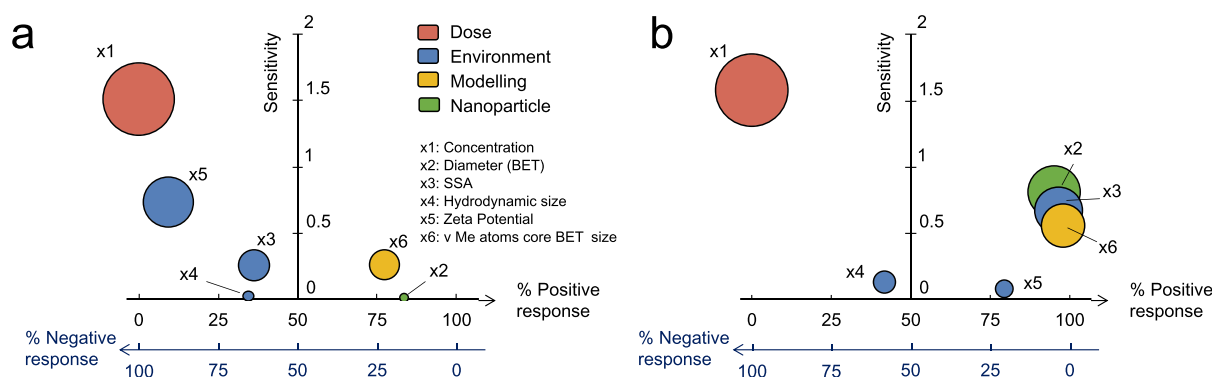 a
x1
x5
x3
x4
x6
x2
Sensitivity
2
1.5
1
0.5
0
Dose
Environment
Modelling
Nanoparticle
x1: Concentration
x2: Diameter (BET)
x3: SSA
x4: Hydrodynamic size
x5: Zeta Potential
x6: v Me atoms core BET size
0 25 50 75 100
% Positive
response
% Negative
response
100 75 50 25 0
b
x1
x2
x3
x6
x4
x5
Sensitivity
2
1.5
1
0.5
0
0 25 50 75 100
% Positive
response
% Negative
response
100 75 50 25 0